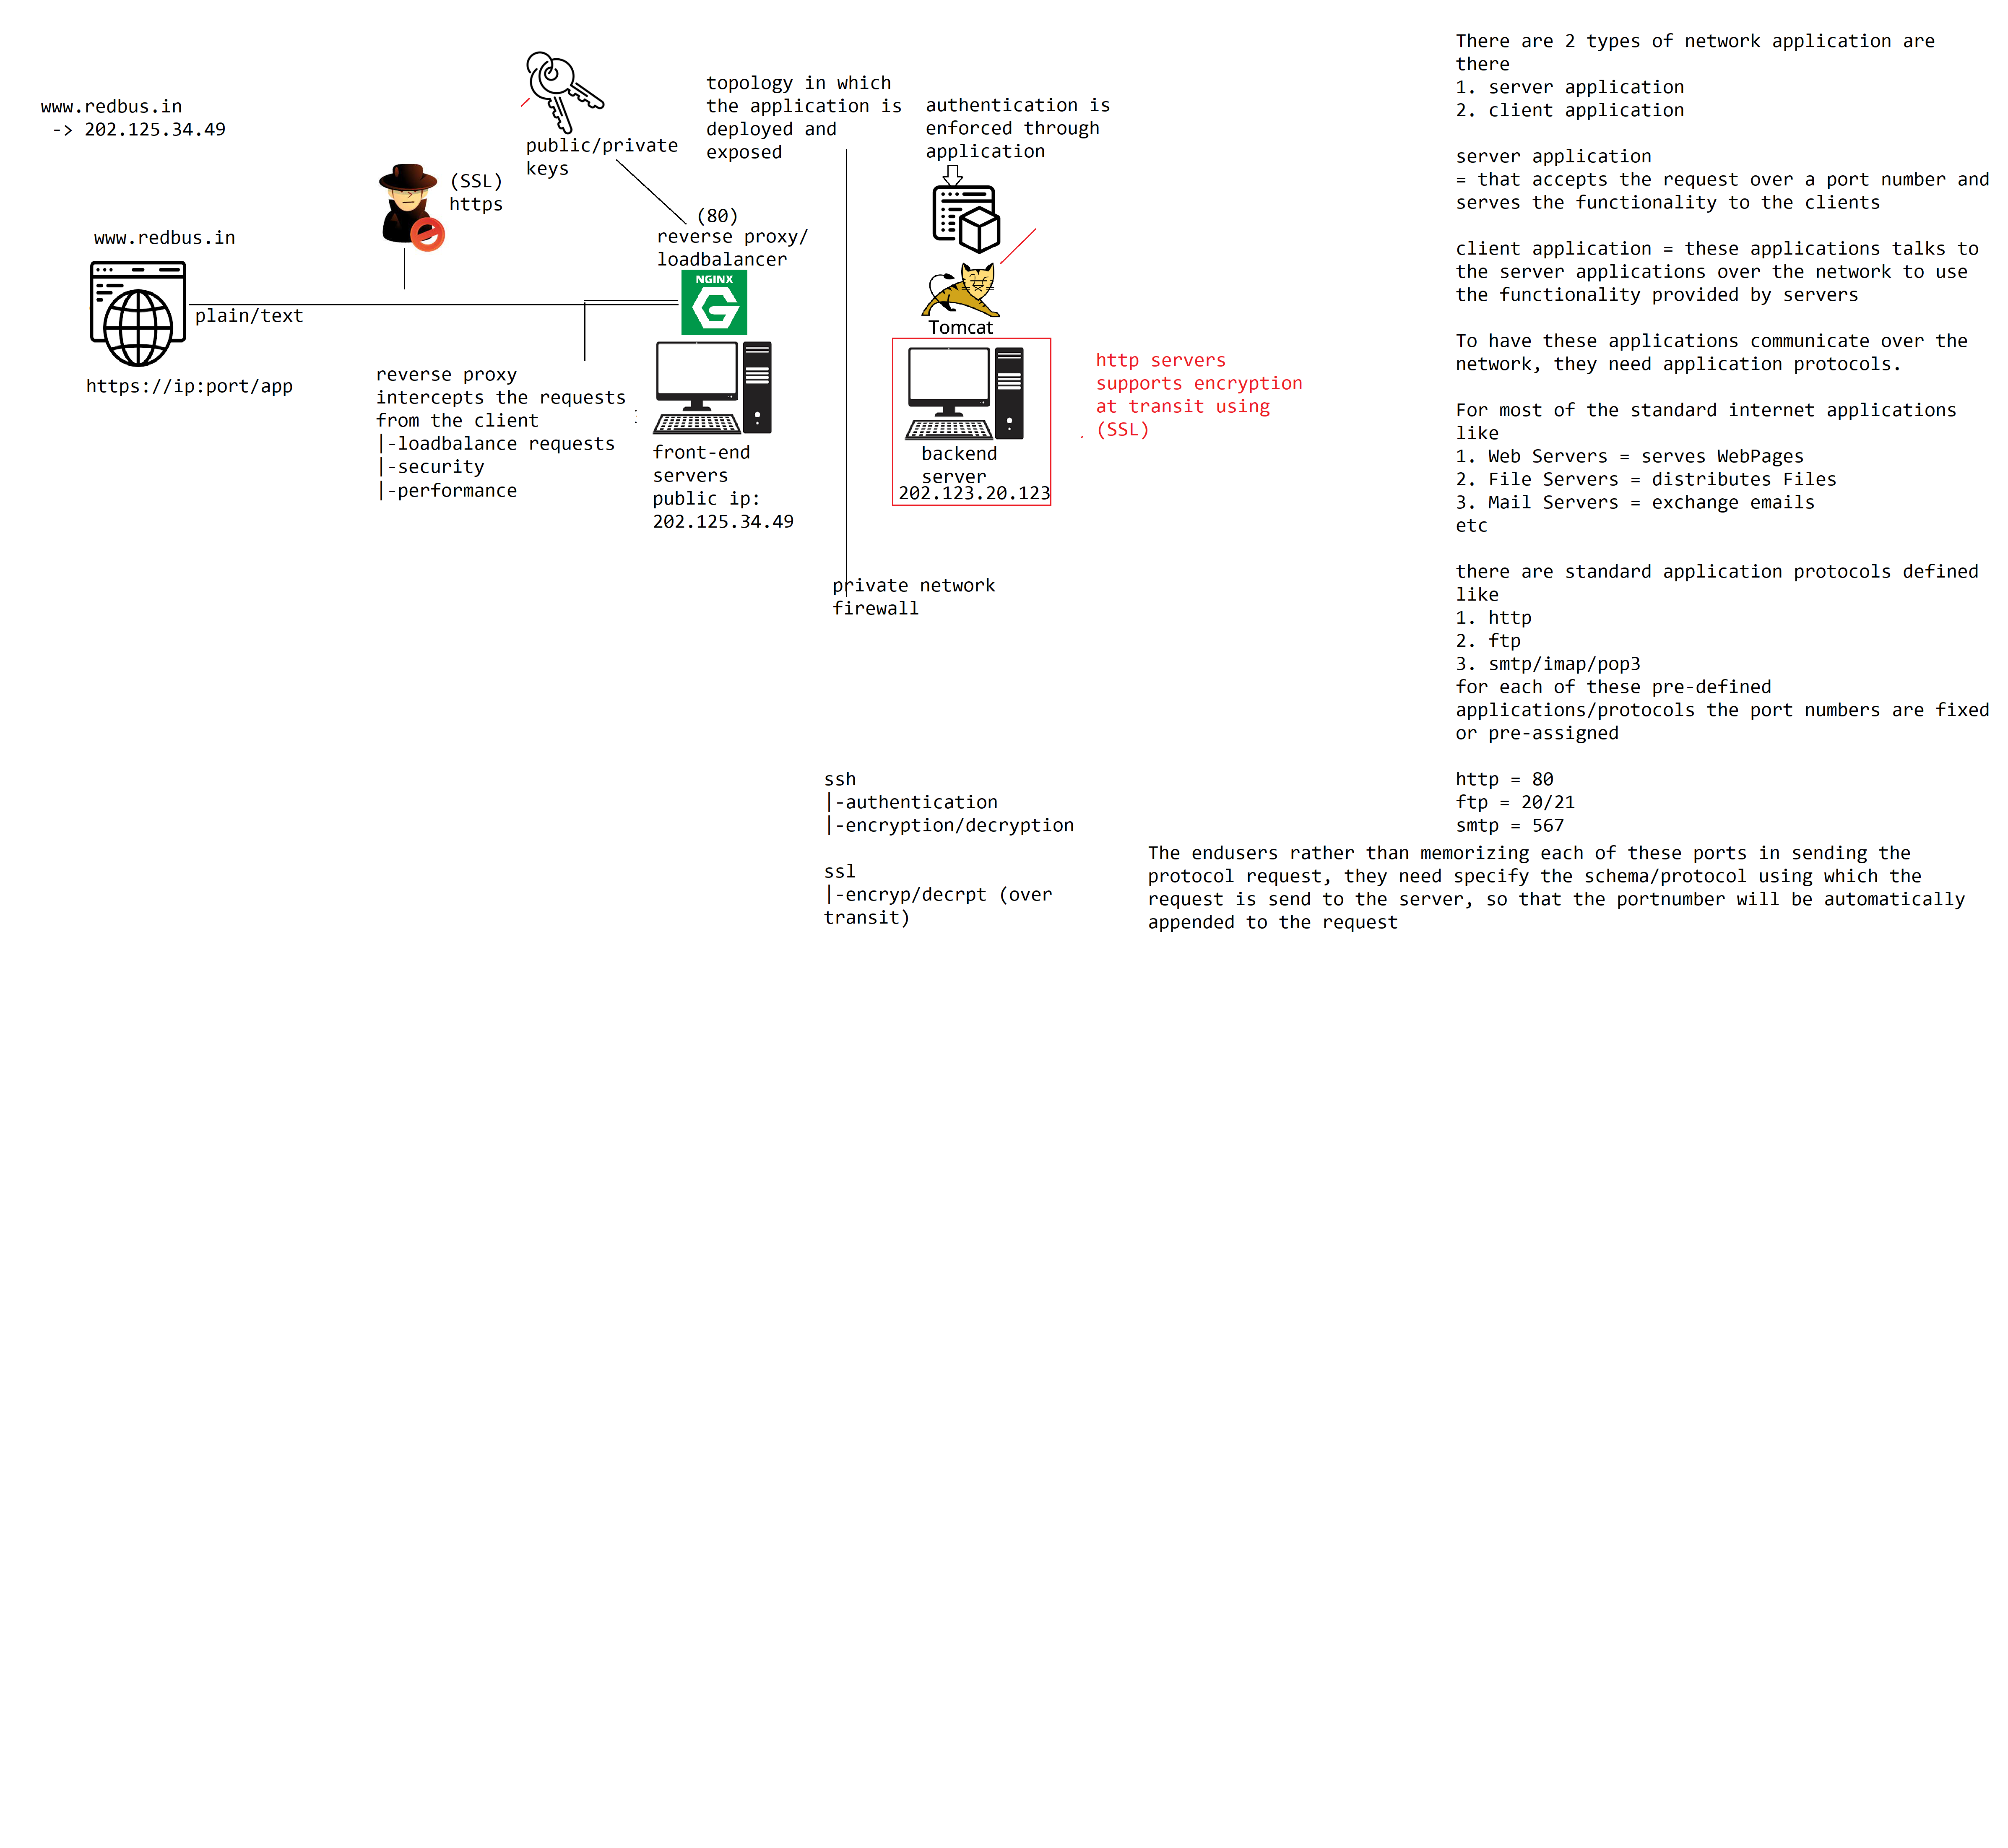 www.redbus.in
-> 202.125.34.49
www.redbus.in
plain/text
https://ip:port/app
(SSL)
https
public/private
keys
reverse proxy
intercepts the requests
from the client
|-loadbalance requests
|-security
|-performance
topology in which
the application is
deployed and
exposed
(80)
reverse proxy/
loadbalancer
NGINX
front-end
servers
public ip:
202.125.34.49
private network
firewall
authentication is
enforced through
application
Tomcat
backend
server
202.123.20.123
http servers
supports encryption
at transit using
(SSL)
ssh
|-authentication
|-encryption/decryption
ssl
|-encryp/decrpt (over
transit)
There are 2 types of network application are
there
1. server application
2. client application
server application
= that accepts the request over a port number and
serves the functionality to the clients
client application = these applications talks to
the server applications over the network to use
the functionality provided by servers
To have these applications communicate over the
network, they need application protocols.
For most of the standard internet applications
like
1. Web Servers = serves WebPages
2. File Servers = distributes Files
3. Mail Servers = exchange emails
etc
there are standard application protocols defined
like
1. http
2. ftp
3. smtp/imap/pop3
for each of these pre-defined
applications/protocols the port numbers are fixed
or pre-assigned
http = 80
ftp = 20/21
smtp = 567
The endusers rather than memorizing each of these ports in sending the
protocol request, they need specify the schema/protocol using which the
request is send to the server, so that the portnumber will be automatically
appended to the request